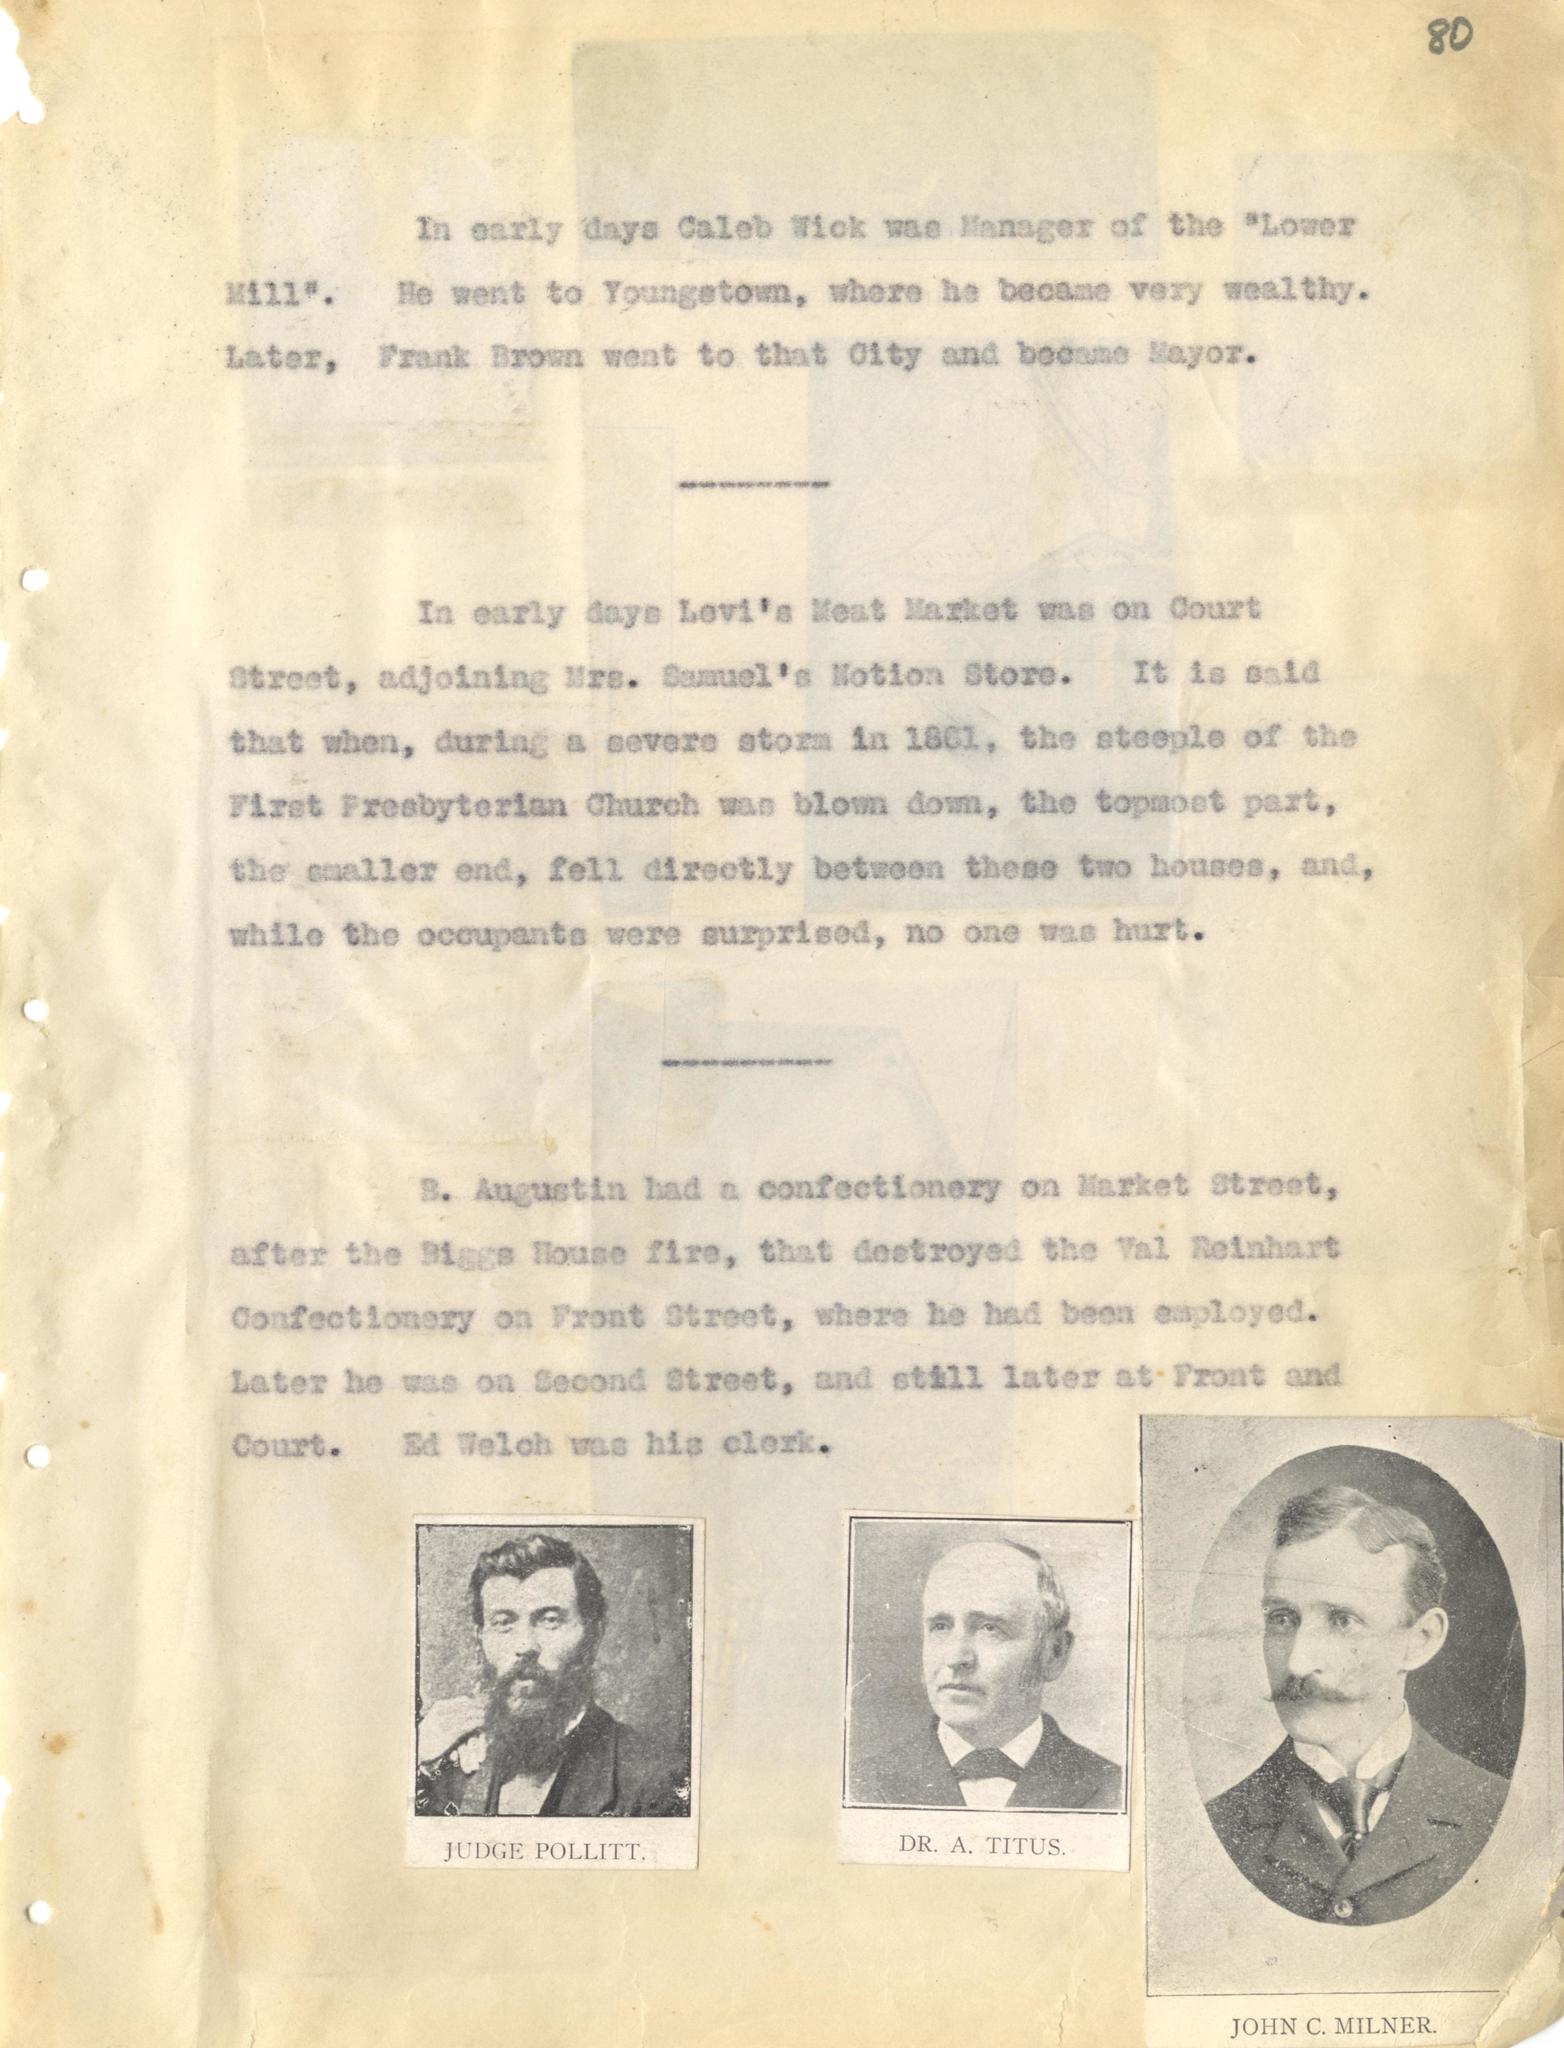 80
In early days Caleb Wick was Manager of the "Lower
Mill". He went to Youngstown, where he became very wealthy.
Later, Frank Brown went to that City and became Mayor.
In early days Levi's Meat Market was on Court
Street, adjoining Mrs. Samuel's Notion Store. It is said
that when, during a severe storm in 1861, the steeple of the
First Presbyterian Church was blown down, the topmost part,
the smaller end, fell directly between these two houses, and,
while the occupants were surprised, no one was hurt.
B. Augustin had a confectionery on Market Street,
after the Biggs House fire, that destroyed the Val Reinhart
Confectionery on Front Street, where he had been employed.
Later he was on Second Street, and still later at Front and
Court. Ed Welch was his clerk.
JUDGE POLLITT.
DR. A. TITUS.
JOHN C. MILNER.